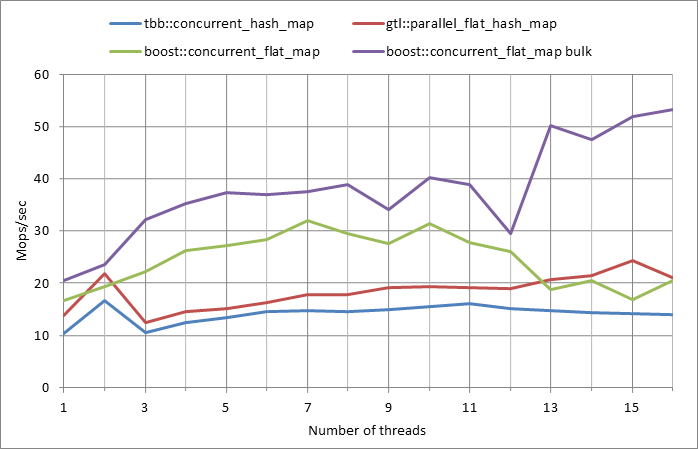 tbb::concurrent_hash_map gtl::parallel_flat_hash_map
boost::concurrent_flat_map boost::concurrent_flat_map bulk
60
50
40
30
20
10
0
Mops/sec
1 3 5 7 9 11 13 15
Number of threads